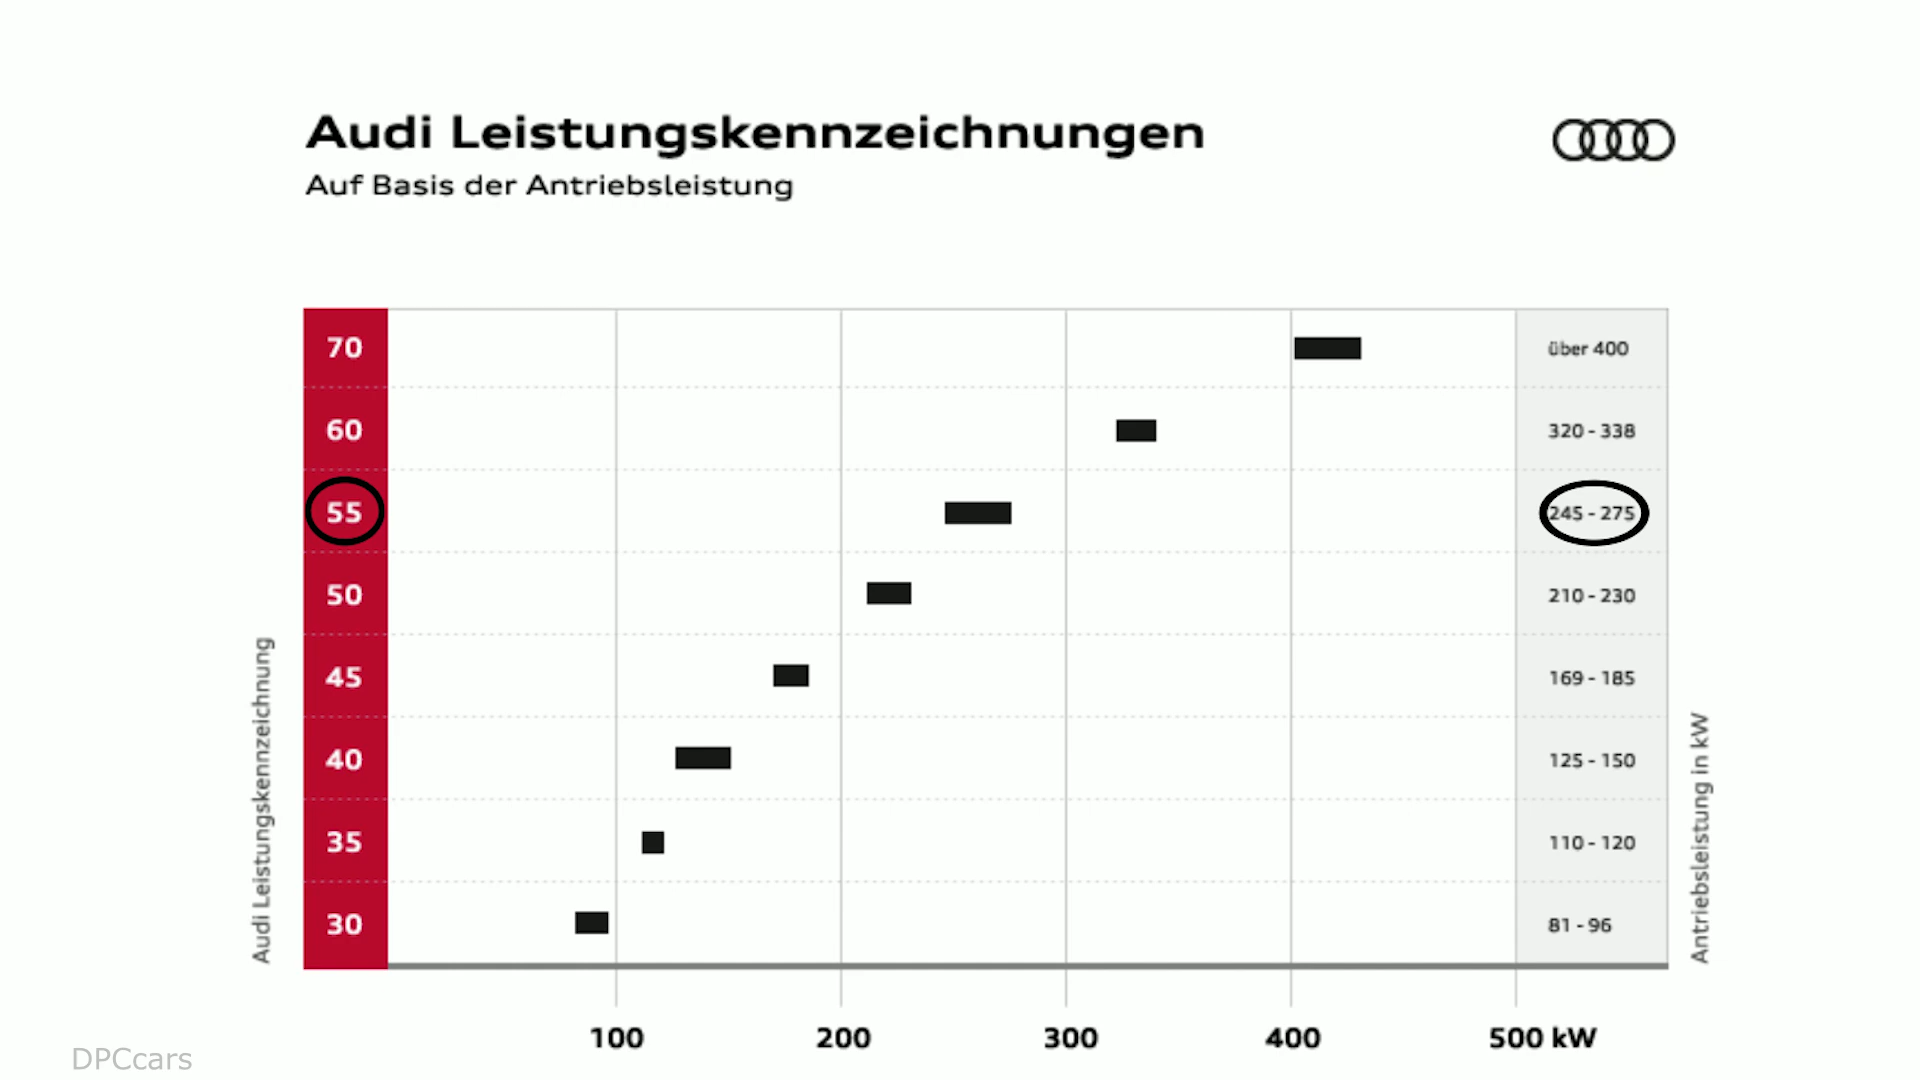 Audi Leistungskennzeichnungen
Auf Basis der Antriebsleistung
Audi Leistungskennzeichnung
70 über 400
60 320 - 338
55 245 - 275
50 210 - 230
45 169 - 185
40 125 - 150
35 110 - 120
30 81 - 96
Antriebsleistung in kW
100 200 300 400 500 kW
DPCcars